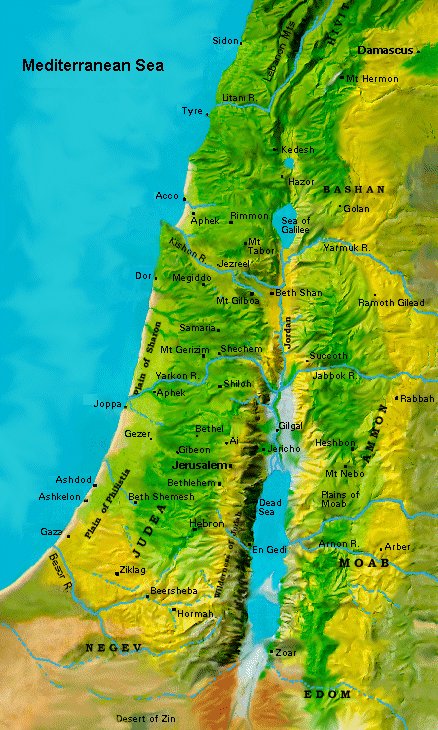 Sidon
Mediterranean Sea
Lebanon Mts
HIVIT
Damascus
Mt Hermon
Litani R.
Tyre
Kedesh
Hazor
BASHAN
Acco
Aphek
Rimmon
Golan
Sea of
Galilee
Kishon R.
Mt
Tabor
Yarmuk R.
Jezreel
Dor
Megiddo
Mt Gilboa
Beth Shan
Ramoth Gilead
Plain of Sharon
Samaria
Jordan
Mt Gerizim
Shechem
Succoth
Yarkon R.
Jabbok R.
Aphek
Shiloh
Joppa
Rabbah
AMMON
Gezer
Bethel
Gilgal
Ai
Gibeon
Jericho
Heshbon
Jerusalem
Mt Nebo
Ashdod
Bethlehem
Ashkelon
Beth Shemesh
Dead
Sea
Plains of
Moab
Plain of Philistia
JUDEA
Hebron
Wilderness of Judah
Gaza
En Gedi
Arnon R.
Arber
MOAB
Besor R.
Ziklag
Beersheba
Hormah
NEGEV
Zoar
EDOM
Desert of Zin